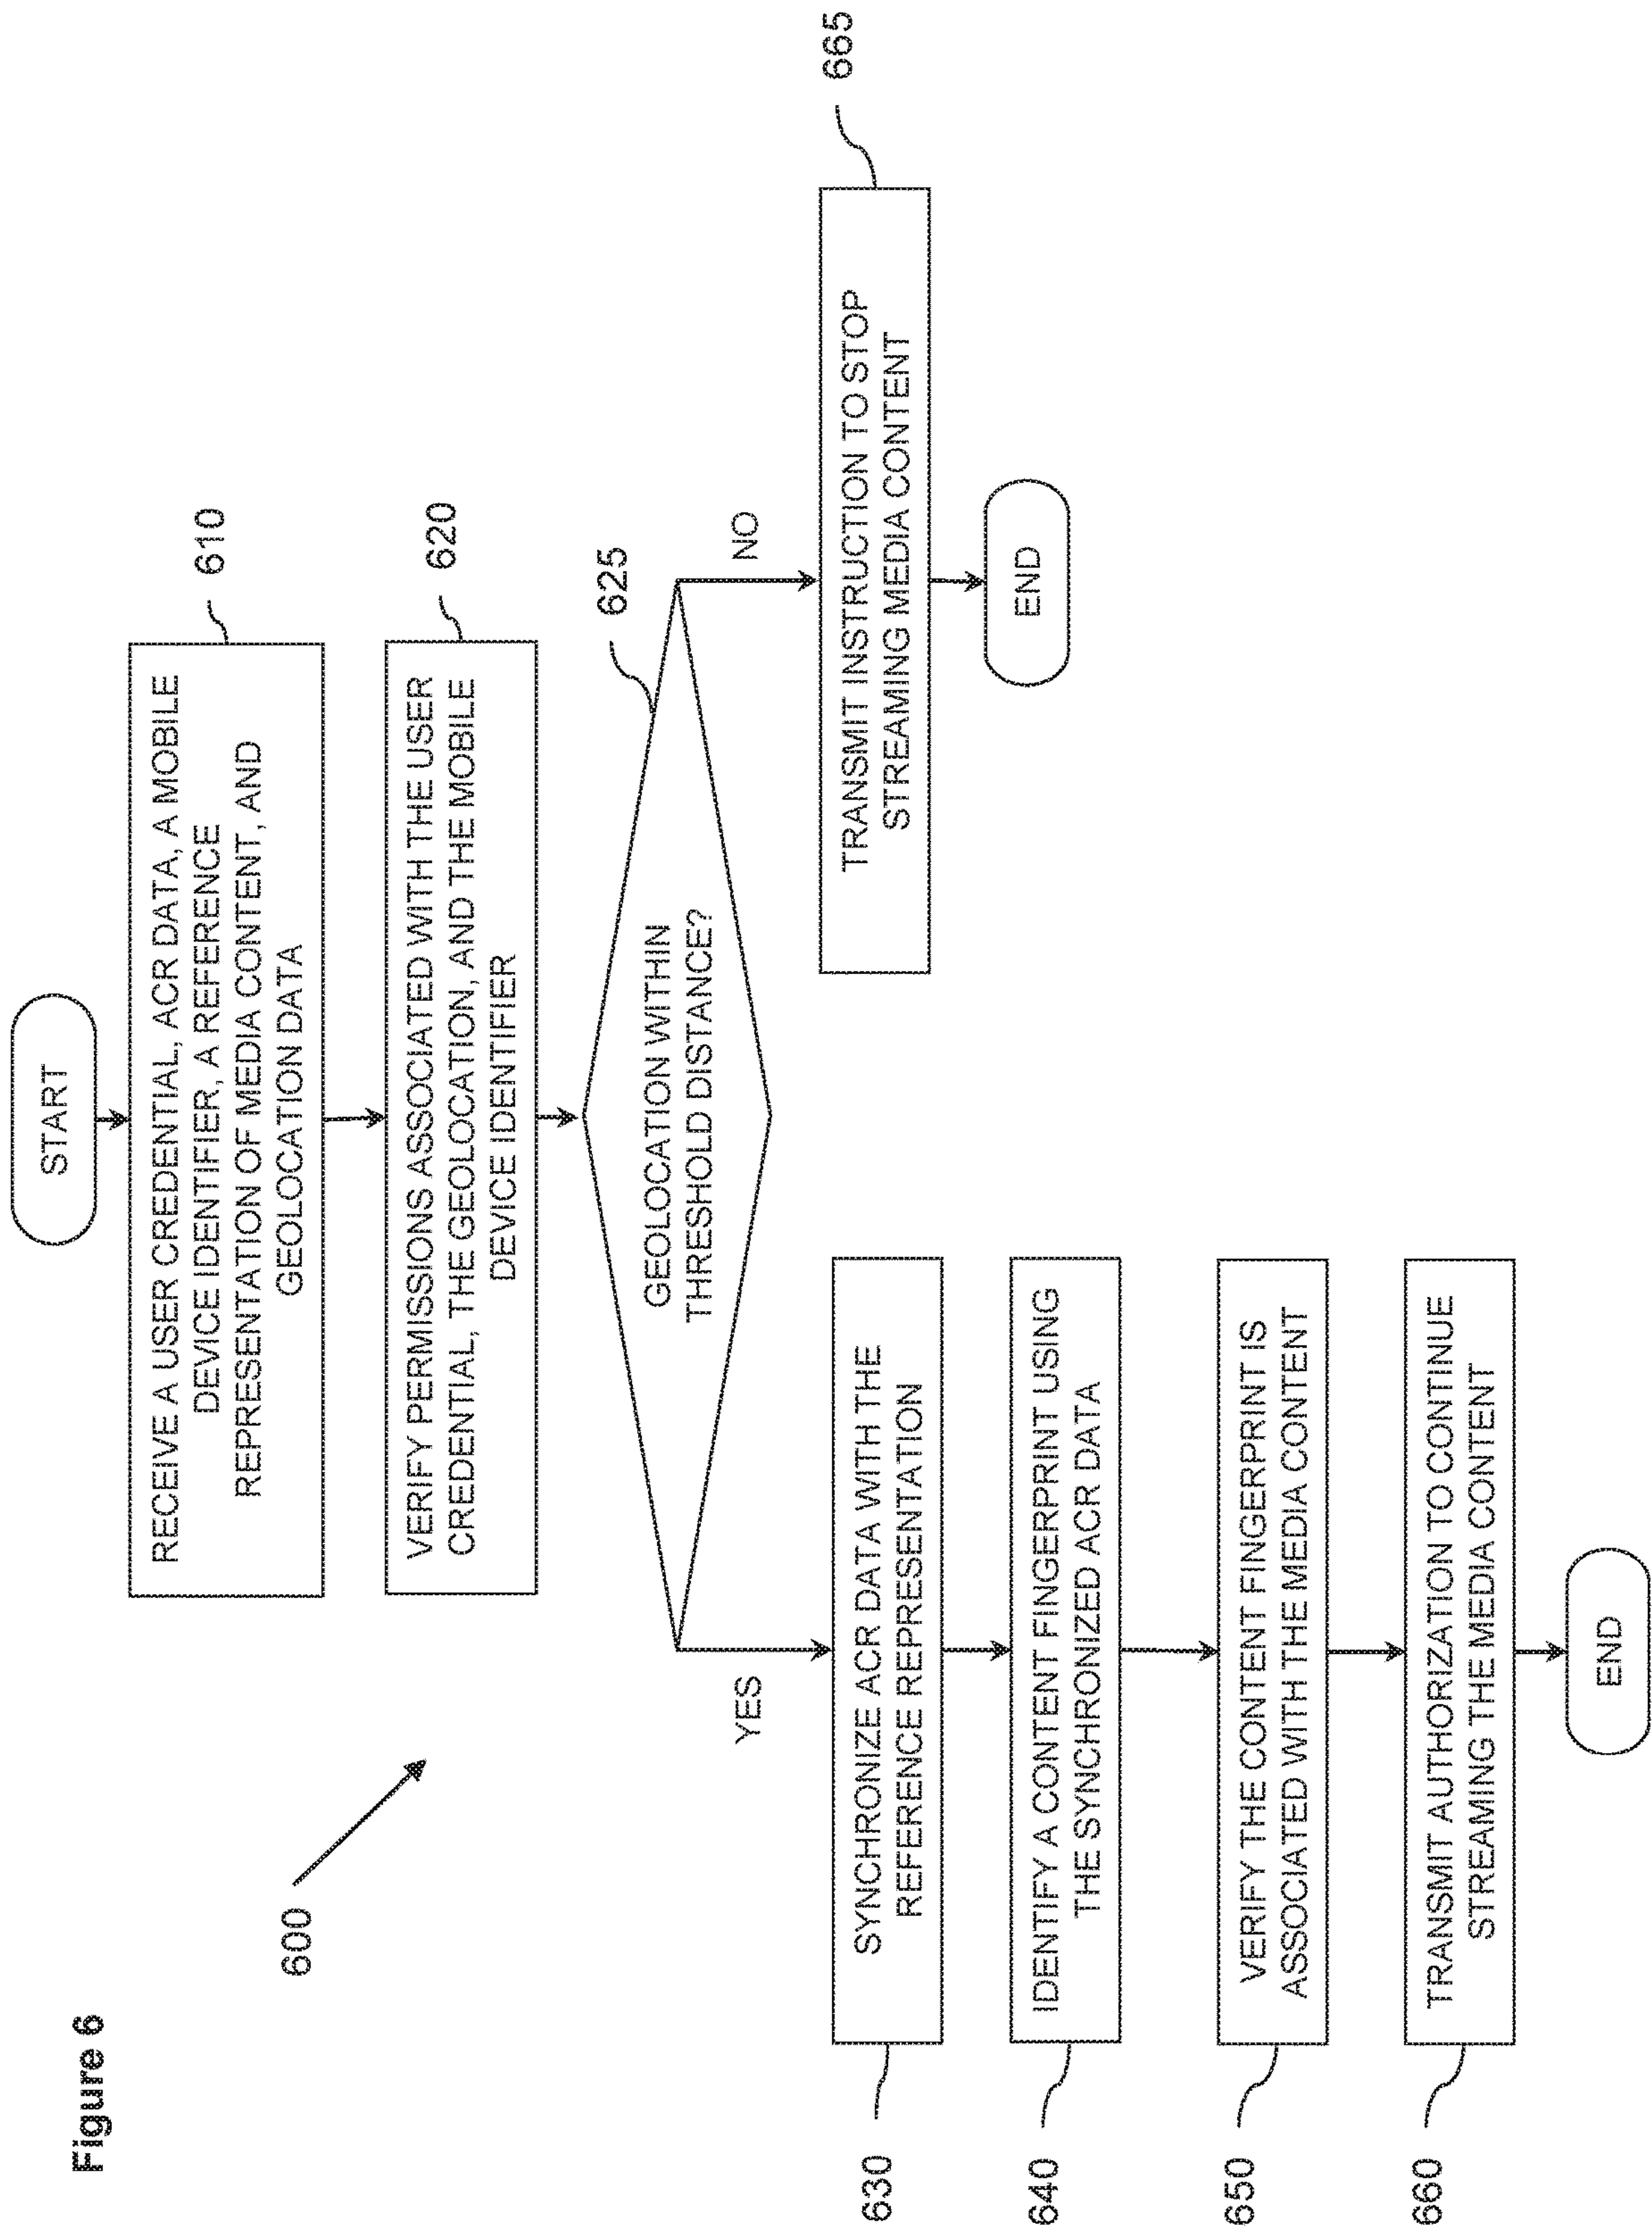 Figure 6
600
START
RECEIVE A USER CREDENTIAL, ACR DATA, A MOBILE
DEVICE IDENTIFIER, A REFERENCE
REPRESENTATION OF MEDIA CONTENT, AND
GEOLOCATION DATA
610
VERIFY PERMISSIONS ASSOCIATED WITH THE USER
CREDENTIAL, THE GEOLOCATION, AND THE MOBILE
DEVICE IDENTIFIER
620
GEOLOCATION WITHIN
THRESHOLD DISTANCE?
625
YES
NO
SYNCHRONIZE ACR DATA WITH THE
REFERENCE REPRESENTATION
630
IDENTIFY A CONTENT FINGERPRINT USING
THE SYNCHRONIZED ACR DATA
640
VERIFY THE CONTENT FINGERPRINT IS
ASSOCIATED WITH THE MEDIA CONTENT
650
TRANSMIT AUTHORIZATION TO CONTINUE
STREAMING THE MEDIA CONTENT
660
END
TRANSMIT INSTRUCTION TO STOP
STREAMING MEDIA CONTENT
665
END